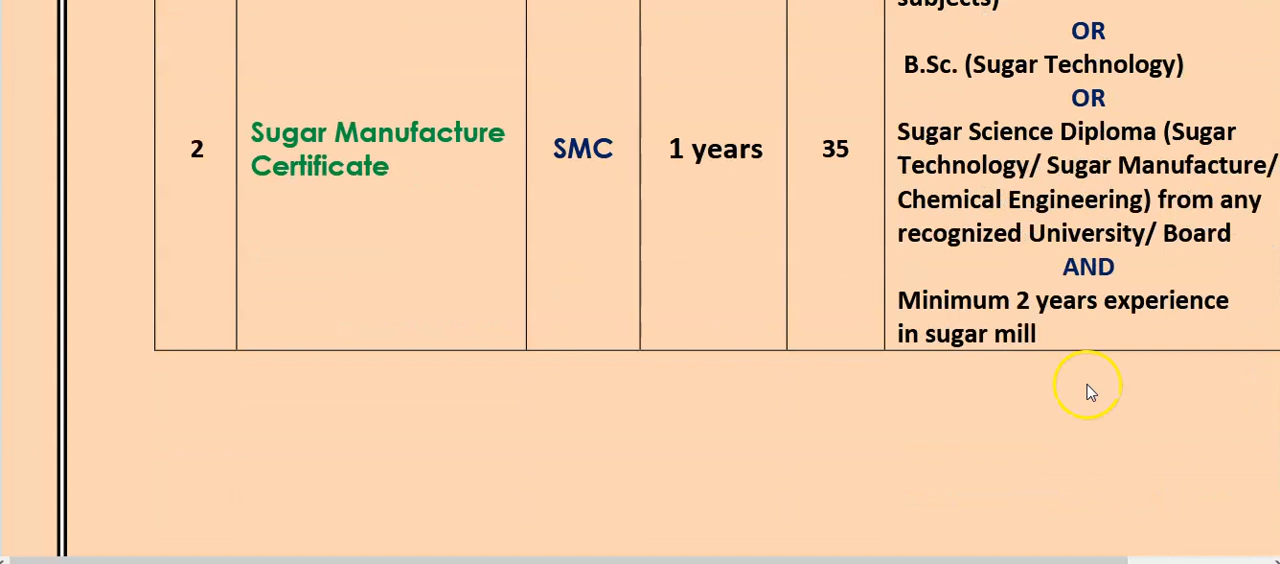 subjects)
OR
B.Sc. (Sugar Technology)
OR
Sugar Science Diploma (Sugar
Technology/ Sugar Manufacture/
Chemical Engineering) from any
recognized University/ Board
AND
Minimum 2 years experience
in sugar mill
2
Sugar Manufacture
Certificate
SMC
1 years
35